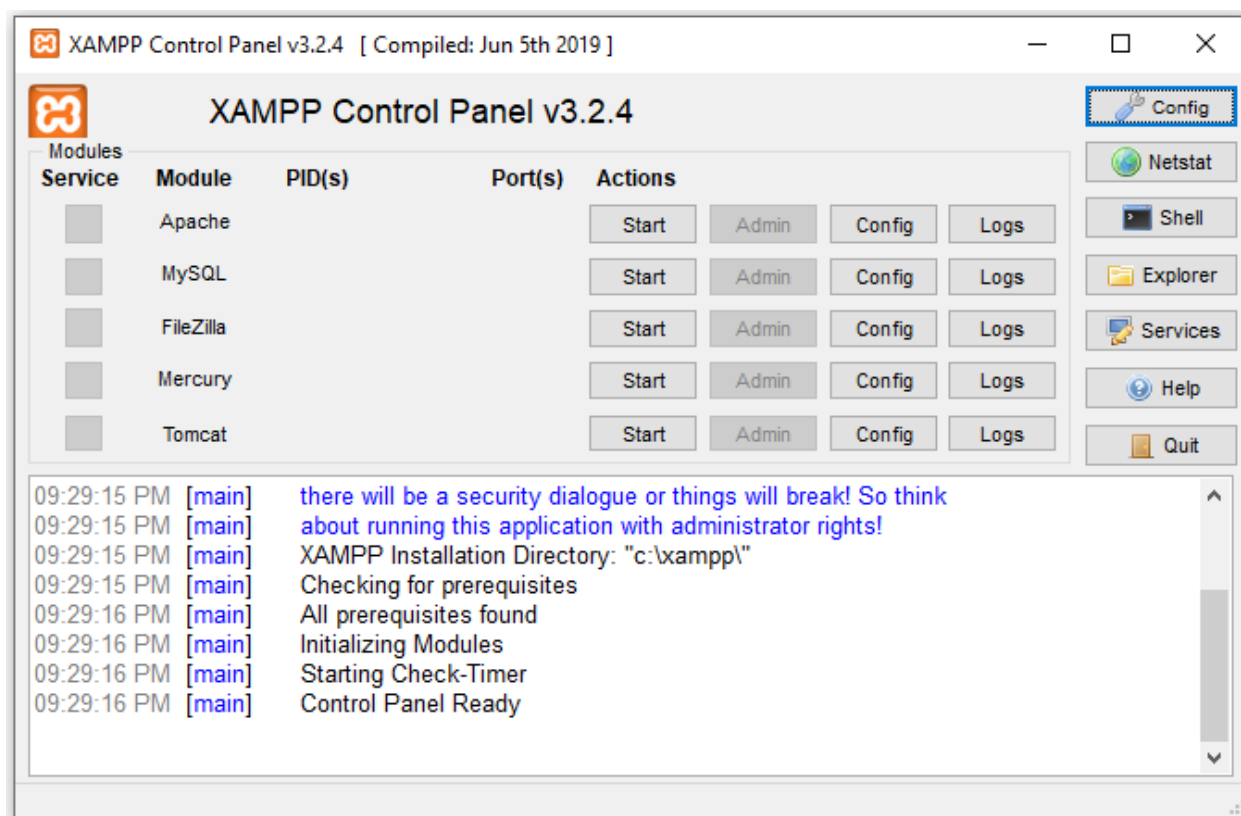 XAMPP Control Panel v3.2.4 [ Compiled: Jun 5th 2019 ]
XAMPP Control Panel v3.2.4
Config
Modules
Service Module PID(s) Port(s) Actions
Netstat
Apache Start Admin Config Logs
Shell
MySQL Start Admin Config Logs
Explorer
FileZilla Start Admin Config Logs
Services
Mercury Start Admin Config Logs
Help
Tomcat Start Admin Config Logs
Quit
09:29:15 PM [main] there will be a security dialogue or things will break! So think
09:29:15 PM [main] about running this application with administrator rights!
09:29:15 PM [main] XAMPP Installation Directory: "c:\xampp\"
09:29:15 PM [main] Checking for prerequisites
09:29:16 PM [main] All prerequisites found
09:29:16 PM [main] Initializing Modules
09:29:16 PM [main] Starting Check-Timer
09:29:16 PM [main] Control Panel Ready